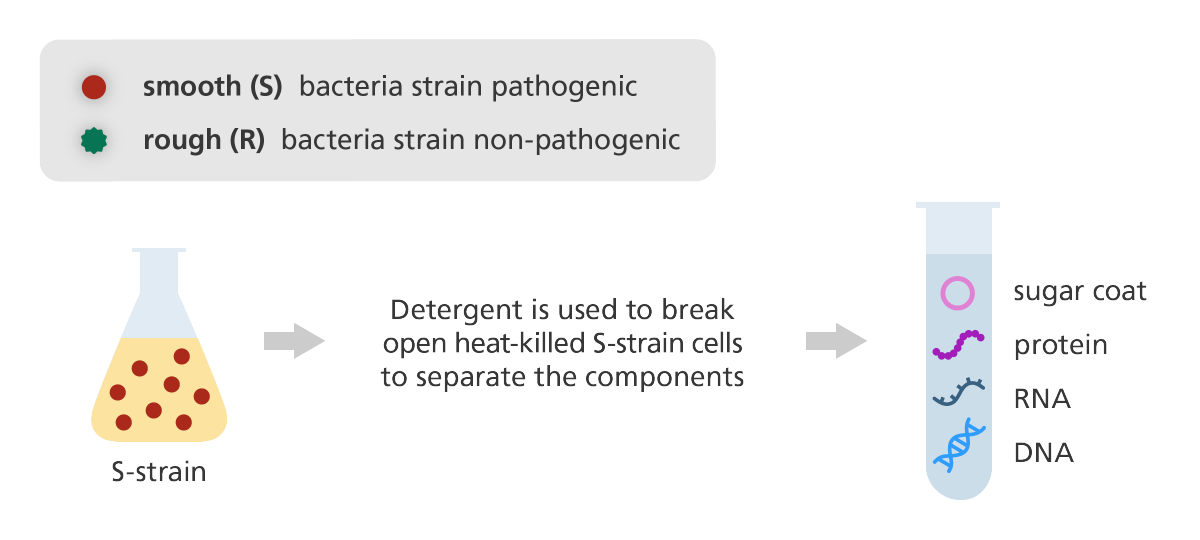 smooth (S) bacteria strain pathogenic
rough (R) bacteria strain non-pathogenic
S-strain
Detergent is used to break
open heat-killed S-strain cells
to separate the components
sugar coat
protein
RNA
DNA